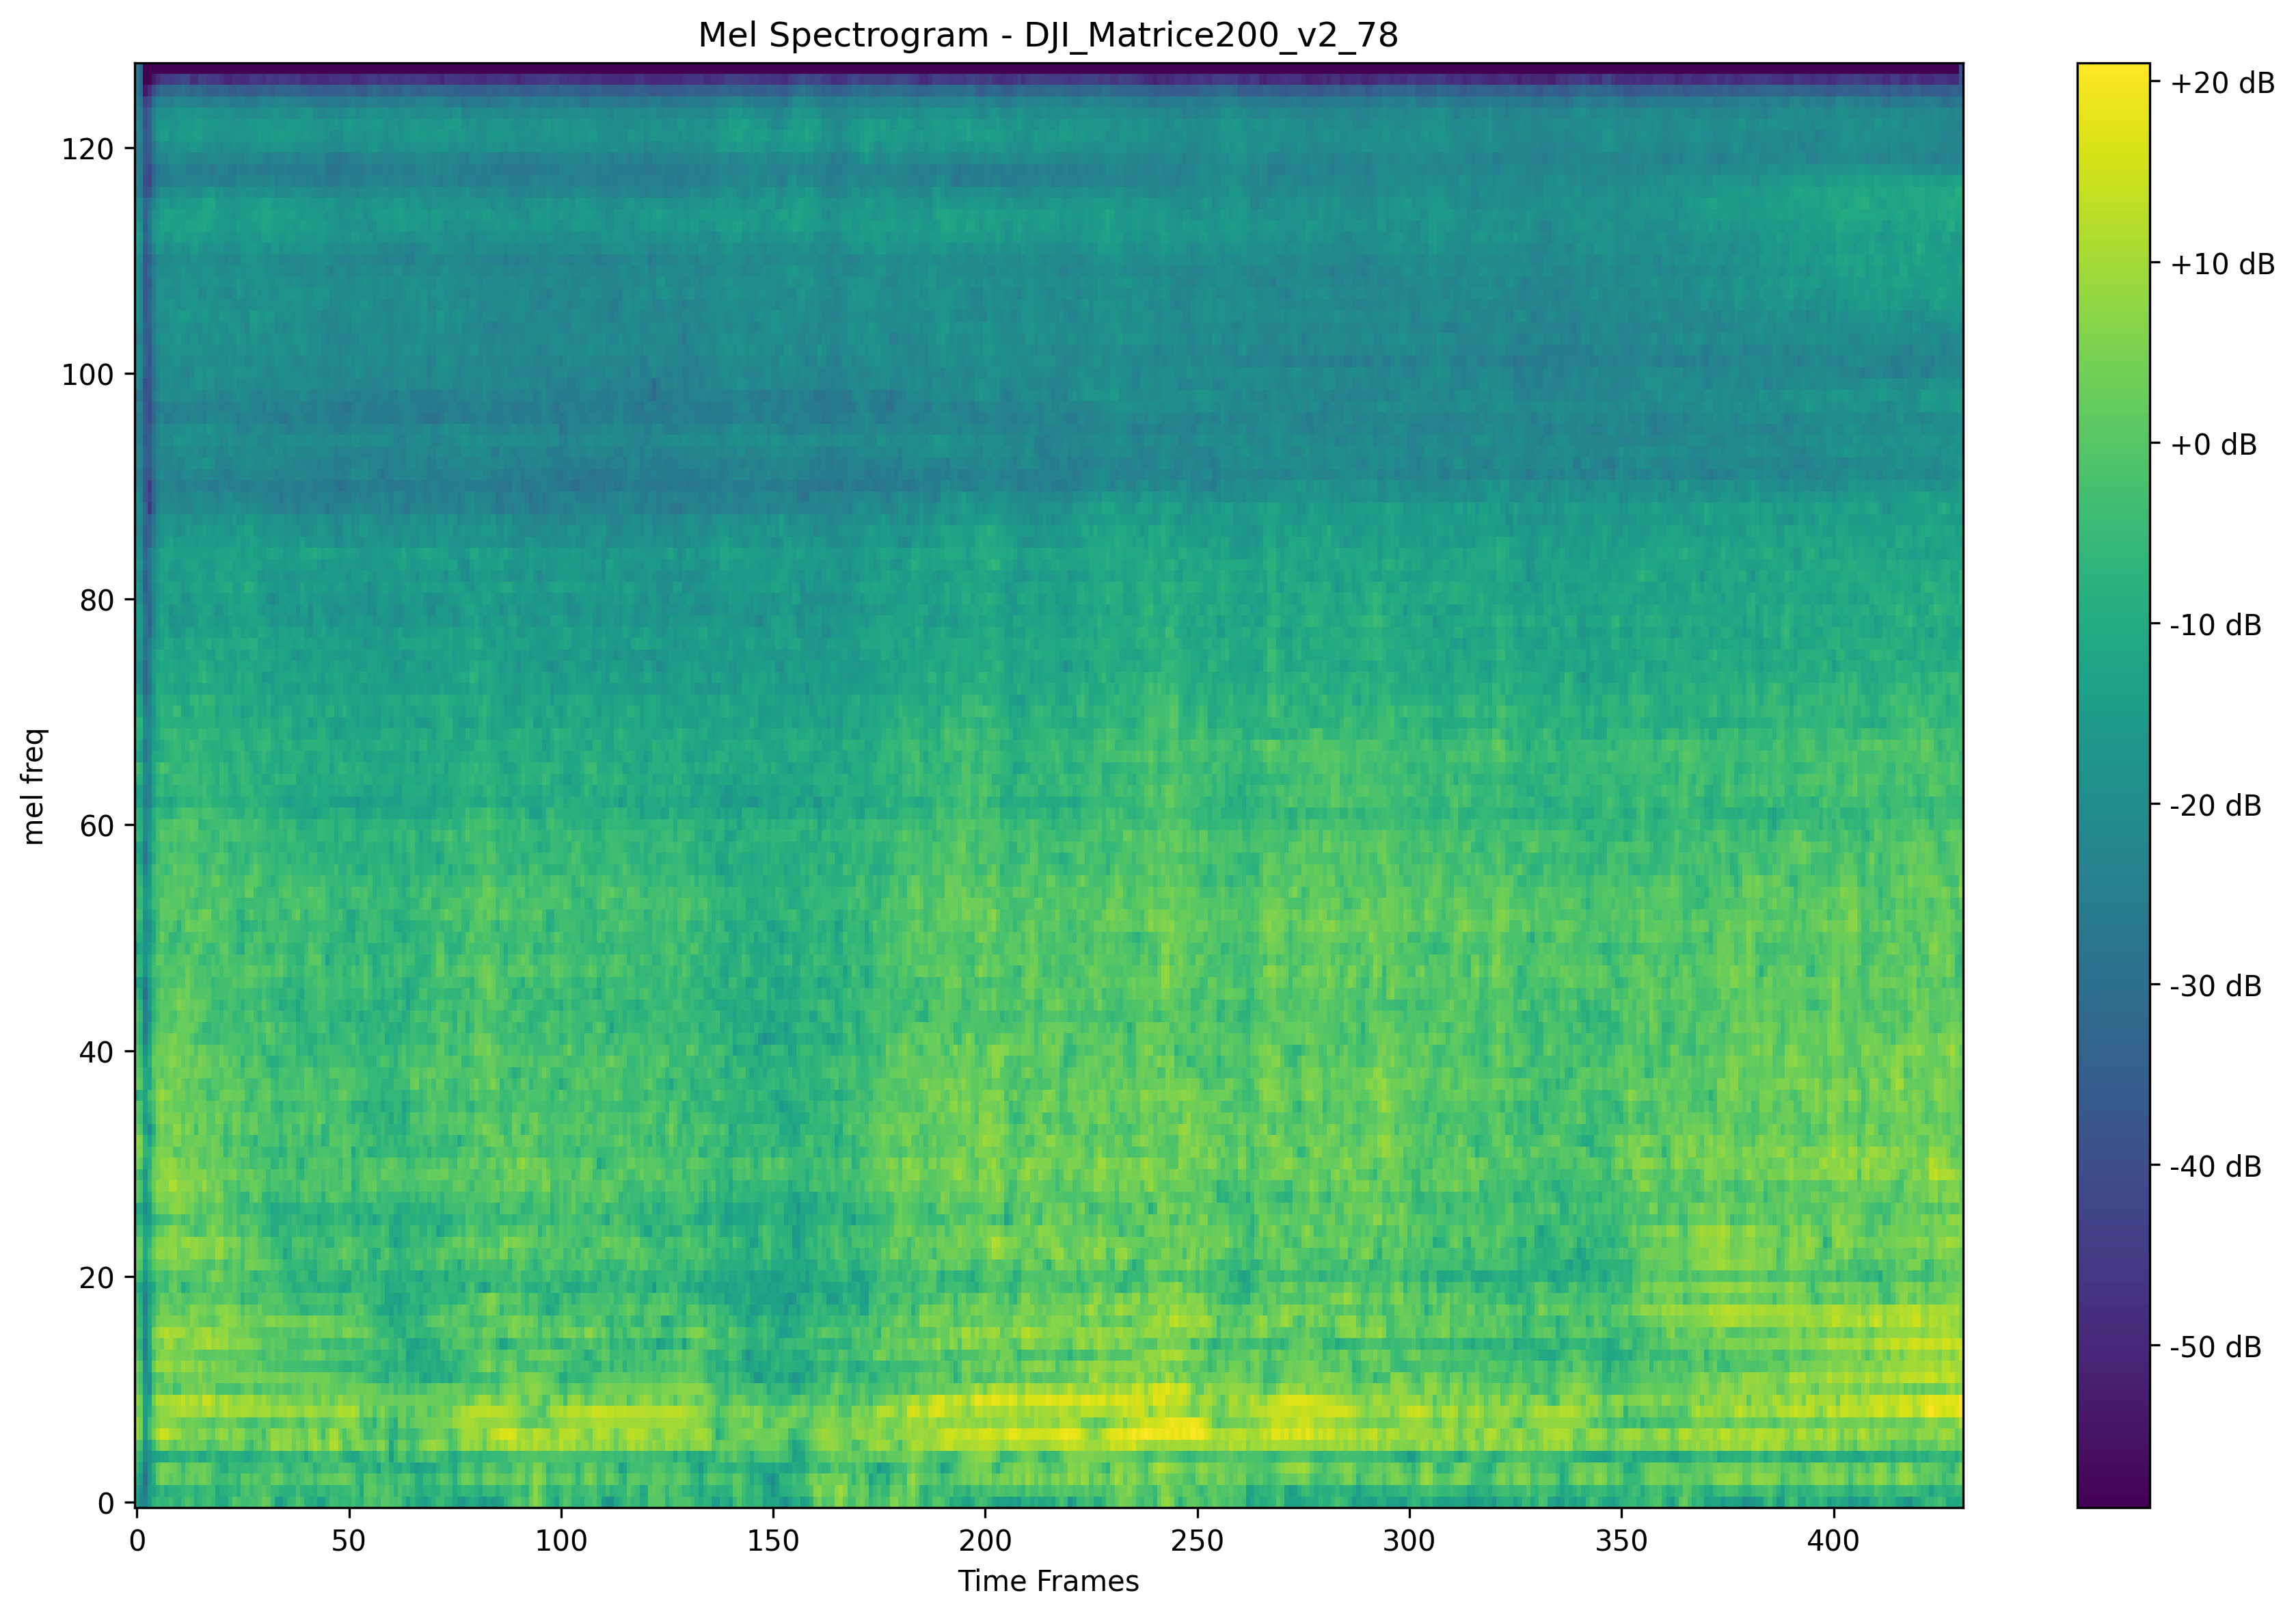 Mel Spectrogram - DJI_Matrice200_v2_78
mel freq
120
100
80
60
40
20
0
0 50 100 150 200 250 300 350 400
Time Frames
+20 dB
+10 dB
+0 dB
-10 dB
-20 dB
-30 dB
-40 dB
-50 dB